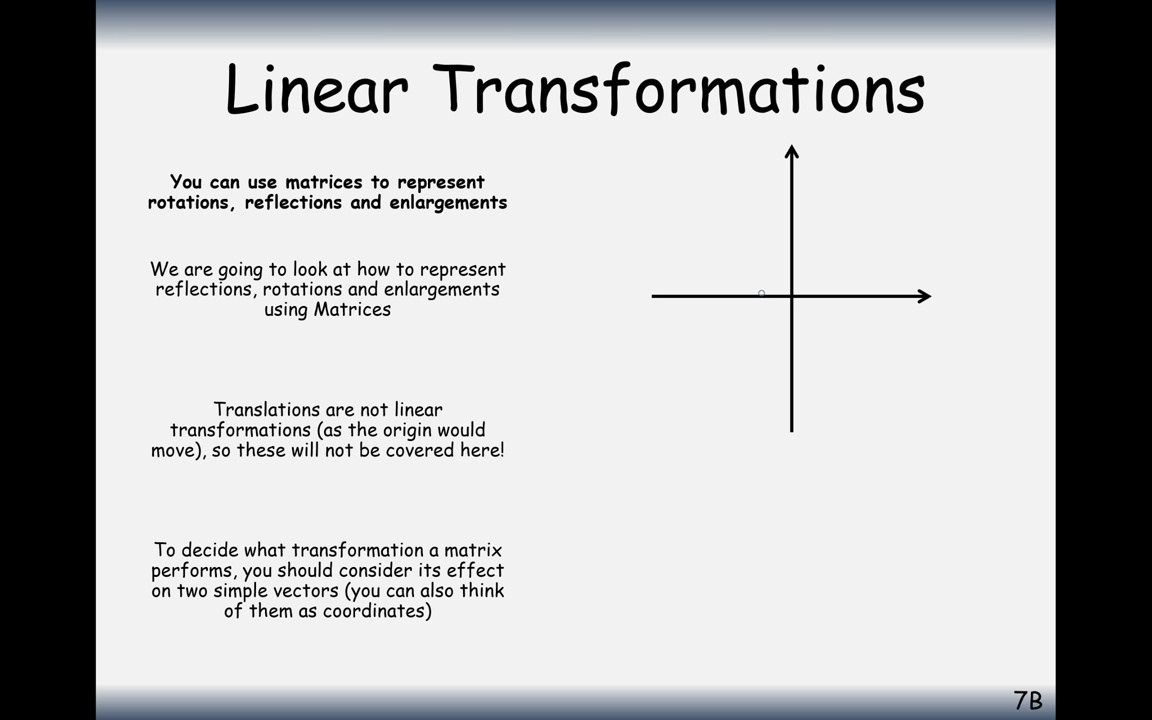 Linear Transformations
You can use matrices to represent
rotations, reflections and enlargements
We are going to look at how to represent
reflections, rotations and enlargements
using Matrices
Translations are not linear
transformations (as the origin would
move), so these will not be covered here!
To decide what transformation a matrix
performs, you should consider its effect
on two simple vectors (you can also think
of them as coordinates)
7B